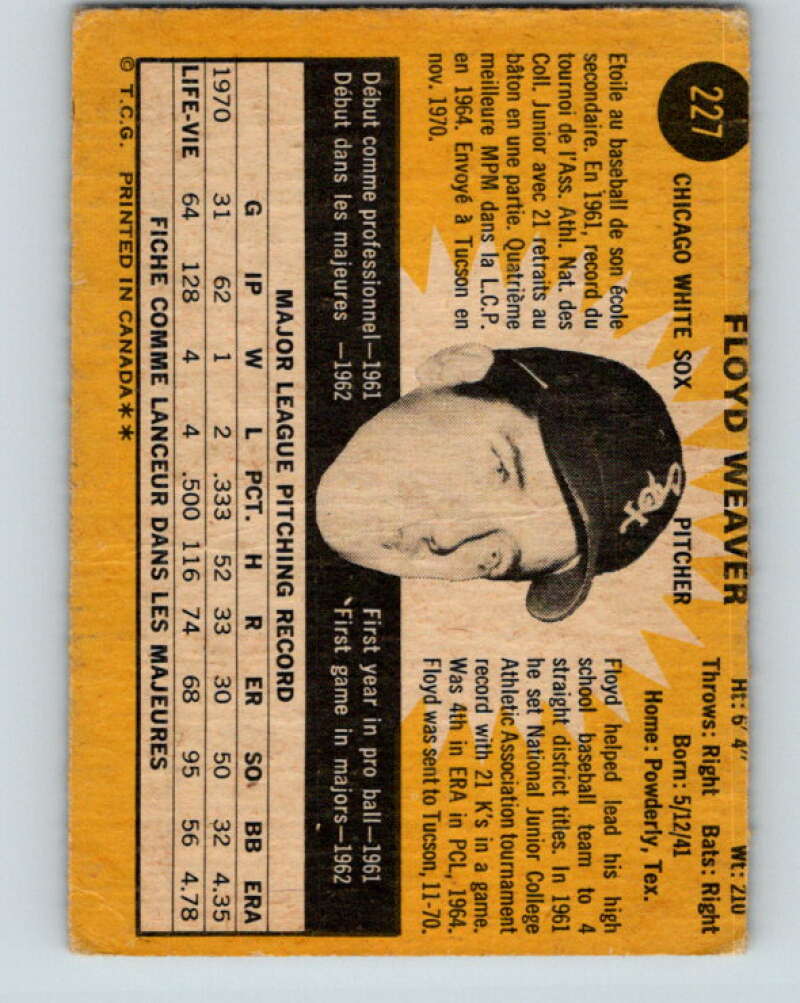 227
FLOYD WEAVER
CHICAGO WHITE SOX PITCHER
Ht: 6' 4" Wt: 210
Throws: Right Bats: Right
Born: 5/12/41
Home: Powderly, Tex.
Etoile au baseball de son école
secondaire. En 1961, record du
tournoi de l'Ass. Athl. Nat. des
Coll. Junior avec 21 retraits au
bâton en une partie. Quatrième
meilleure MPM dans la L.C.P.
en 1964. Envoyé à Tucson en
nov. 1970.
Sox
Floyd helped lead his high
school baseball team to 4
straight district titles. In 1961
he set National Junior College
Athletic Association tournament
record with 21 K's in a game.
Was 4th in ERA in PCL, 1964.
Floyd was sent to Tucson, 11-70.
Début comme professionnel—1961
Début dans les majeures —1962
First year in pro ball—1961
First game in majors—1962
MAJOR LEAGUE PITCHING RECORD
G IP W L PCT. H R ER SO BB ERA
1970 31 62 1 2 .333 52 33 30 50 32 4.35
LIFE-VIE 64 128 4 4 .500 116 74 68 95 56 4.78
FICHE COMME LANCEUR DANS LES MAJEURES
© T.C.G. PRINTED IN CANADA**